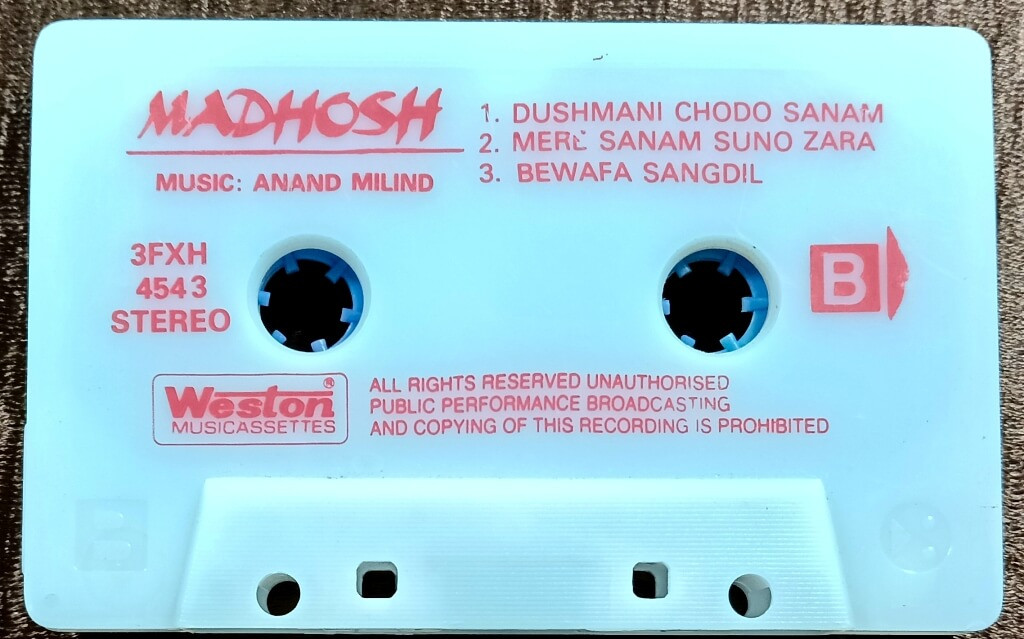 MADHOSH
MUSIC: ANAND MILIND
1. DUSHMANI CHODO SANAM
2. MERE SANAM SUNO ZARA
3. BEWAFA SANGDIL
3FXH
4543
STEREO
B
Weston®
MUSICASSETTES
ALL RIGHTS RESERVED UNAUTHORISED
PUBLIC PERFORMANCE BROADCASTING
AND COPYING OF THIS RECORDING IS PROHIBITED